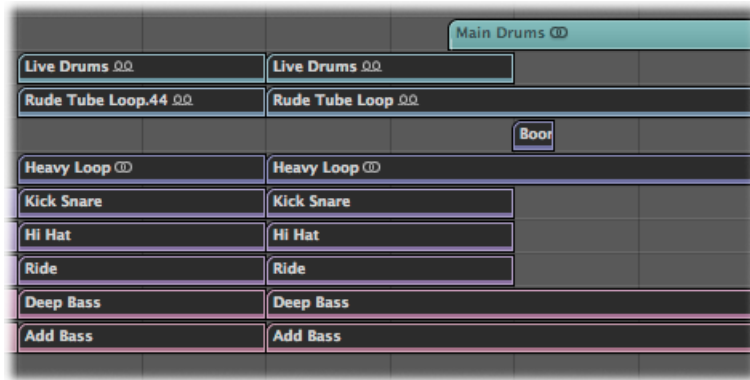 Main Drums
Live Drums Live Drums
Rude Tube Loop.44 Rude Tube Loop
Heavy Loop Heavy Loop
Kick Snare Kick Snare
Hi Hat Hi Hat
Ride Ride
Deep Bass Deep Bass
Add Bass Add Bass